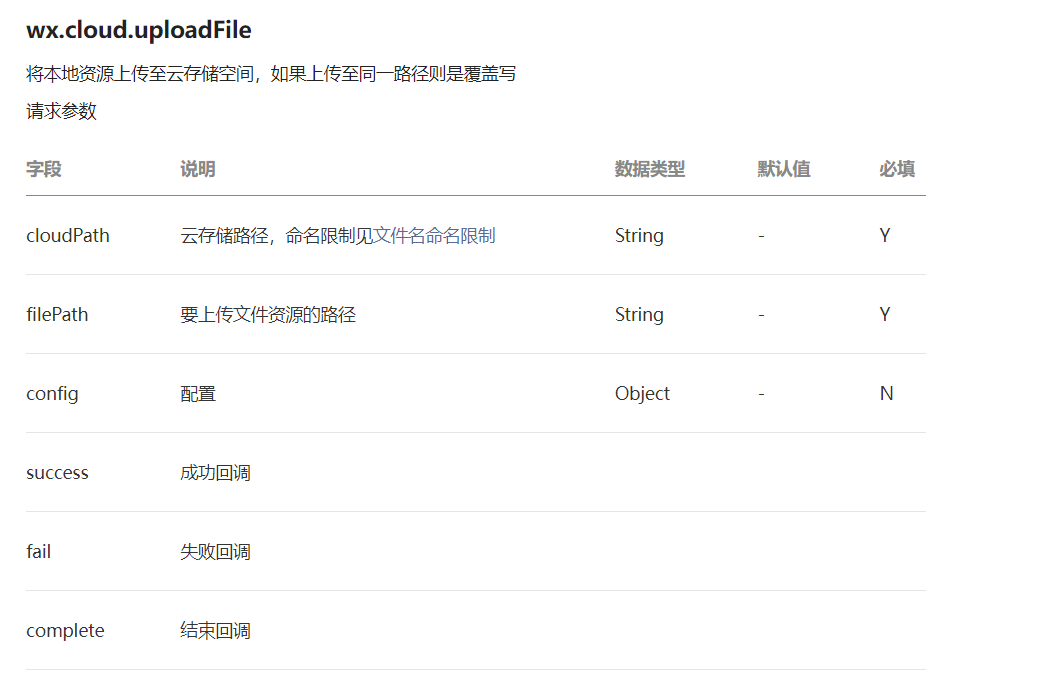 wx.cloud.uploadFile
将本地资源上传至云存储空间，如果上传至同一路径则是覆盖写
请求参数
字段 说明 数据类型 默认值 必填
cloudPath 云存储路径，命名限制见文件名命名限制 String - Y
filePath 要上传文件资源的路径 String - Y
config 配置 Object - N
success 成功回调
fail 失败回调
complete 结束回调